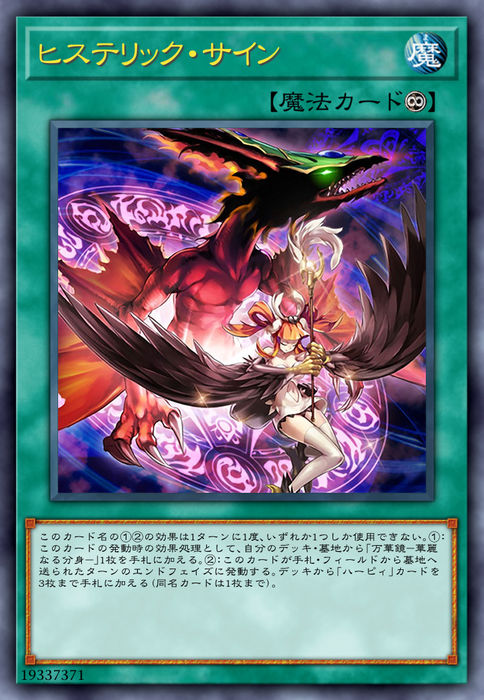 ヒステリック・サイン
魔
【魔法カード】
このカード名の①②の効果は1ターンに1度、いずれか1つしか使用できない。①:
このカードの発動時の効果処理として、自分のデッキ・墓地から「万華鏡-華麗
なる分身-」1枚を手札に加える。②:このカードが手札・フィールドから墓地へ
送られたターンのエンドフェイズに発動する。デッキから「ハーピィ」カードを
3枚まで手札に加える(同名カードは1枚まで)。
19337371